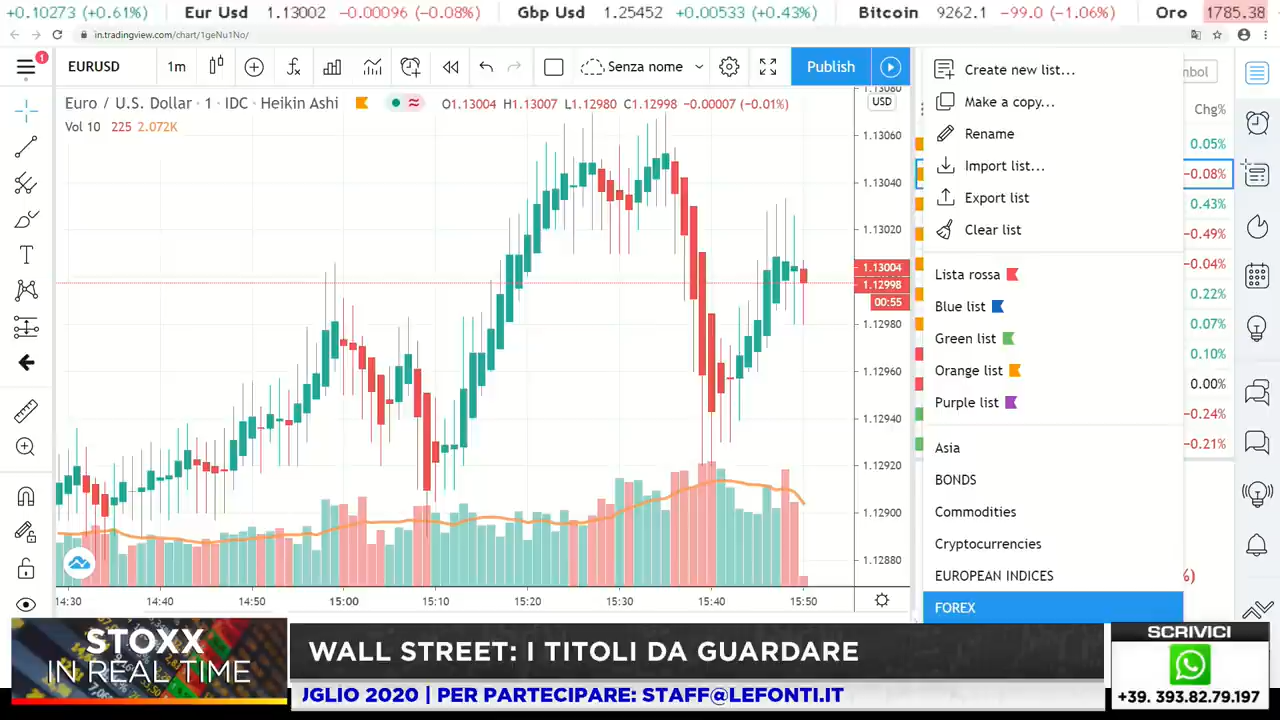 +0.10273 (+0.61%) Eur Usd 1.13002 -0.00096 (-0.08%) Gbp Usd 1.25452 +0.00533 (+0.43%) Bitcoin 9262.1 -99.0 (-1.06%) Oro 1785.38
in.tradingview.com/chart/1geNu1No/
1
EURUSD 1m Senza nome Publish
Create new list...
Make a copy...
Rename
Import list...
Export list
Clear list
Lista rossa
Blue list
Green list
Orange list
Purple list
Asia
BONDS
Commodities
Cryptocurrencies
EUROPEAN INDICES
FOREX
Euro / U.S. Dollar · 1 · IDC · Heikin Ashi O1.13004 H1.13007 L1.12980 C1.12998 −0.00007 (−0.01%)
Vol 10 225 2.072K
USD
1.13080
1.13060
1.13040
1.13020
1.13004
1.12998
00:55
1.12980
1.12960
1.12940
1.12920
1.12900
1.12880
14:30 14:40 14:50 15:00 15:10 15:20 15:30 15:40 15:50
nbol
Chg%
0.05%
−0.08%
0.43%
−0.49%
−0.04%
0.22%
0.07%
0.10%
0.00%
−0.24%
−0.21%
%)
STOXX
IN REAL TIME
WALL STREET: I TITOLI DA GUARDARE
UGLIO 2020 | PER PARTECIPARE: STAFF@LEFONTI.IT
SCRIVICI
+39. 393.82.79.197